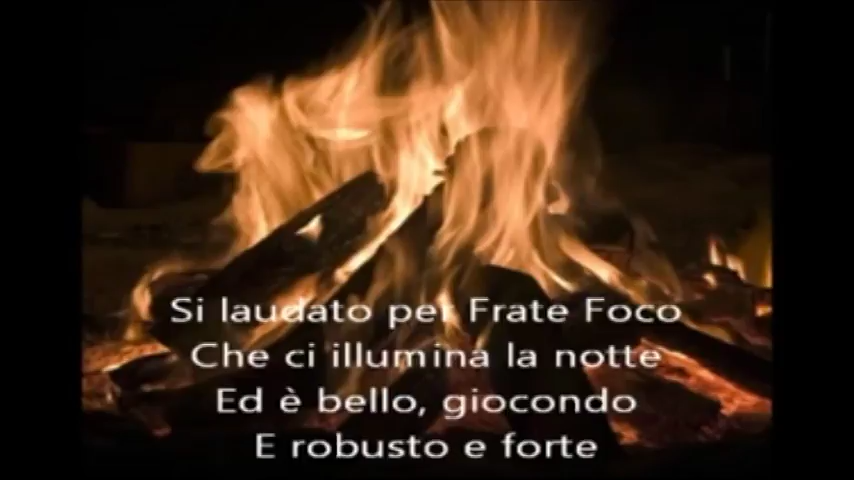 Si laudato per Frate Foco
Che ci illumina la notte
Ed è bello, giocondo
E robusto e forte